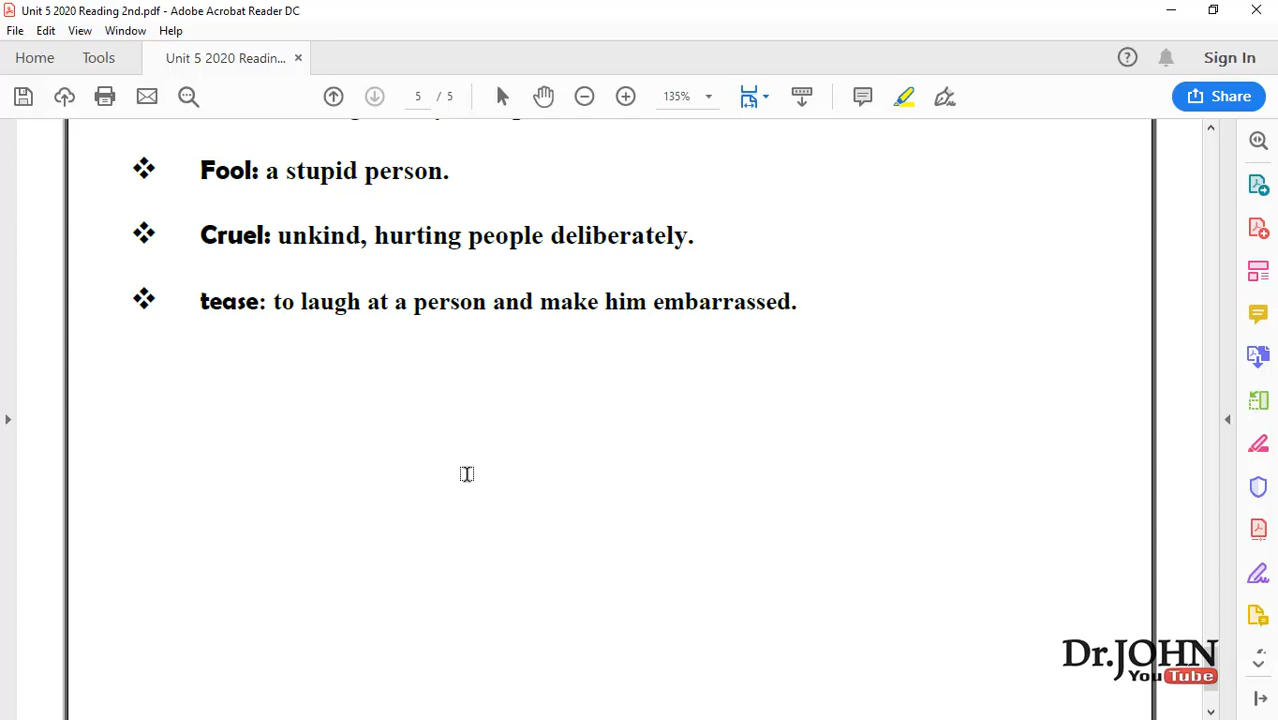 Unit 5 2020 Reading 2nd.pdf - Adobe Acrobat Reader DC
File Edit View Window Help
Home Tools Unit 5 2020 Readin... × Sign In
5 / 5 135% Share
❖ Fool: a stupid person.
❖ Cruel: unkind, hurting people deliberately.
❖ tease: to laugh at a person and make him embarrassed.
Dr.JOHN
YouTube